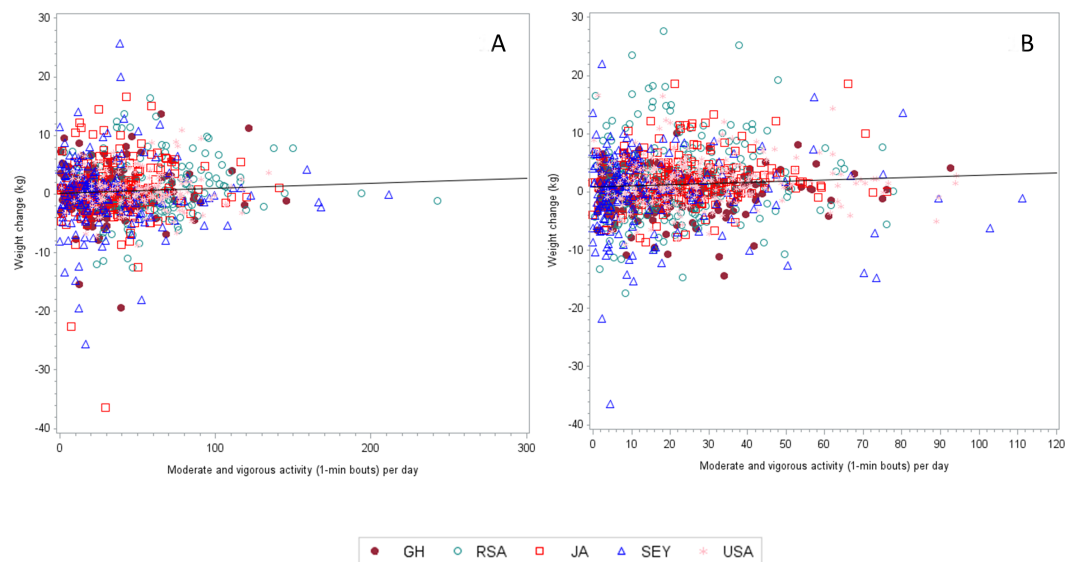 A
B
30
20
10
0
-10
-20
-30
-40
Weight change (kg)
0
100
200
300
Moderate and vigorous activity (1-min bouts) per day
30
20
10
0
-10
-20
-30
-40
Weight change (kg)
0 10 20 30 40 50 60 70 80 90 100 110 120
Moderate and vigorous activity (1-min bouts) per day
GH RSA JA SEY USA